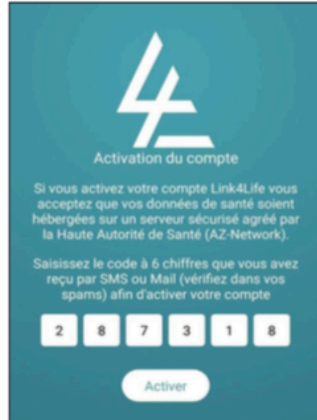 4
Activation du compte
Si vous activez votre compte Link4Life vous
acceptez que vos données de santé soient
hébergées sur un serveur sécurisé agréé par
la Haute Autorité de Santé (AZ-Network).
Saisissez le code à 6 chiffres que vous avez
reçu par SMS ou Mail (vérifiez dans vos
spams) afin d'activer votre compte
2 8 7 3 1 8
Activer